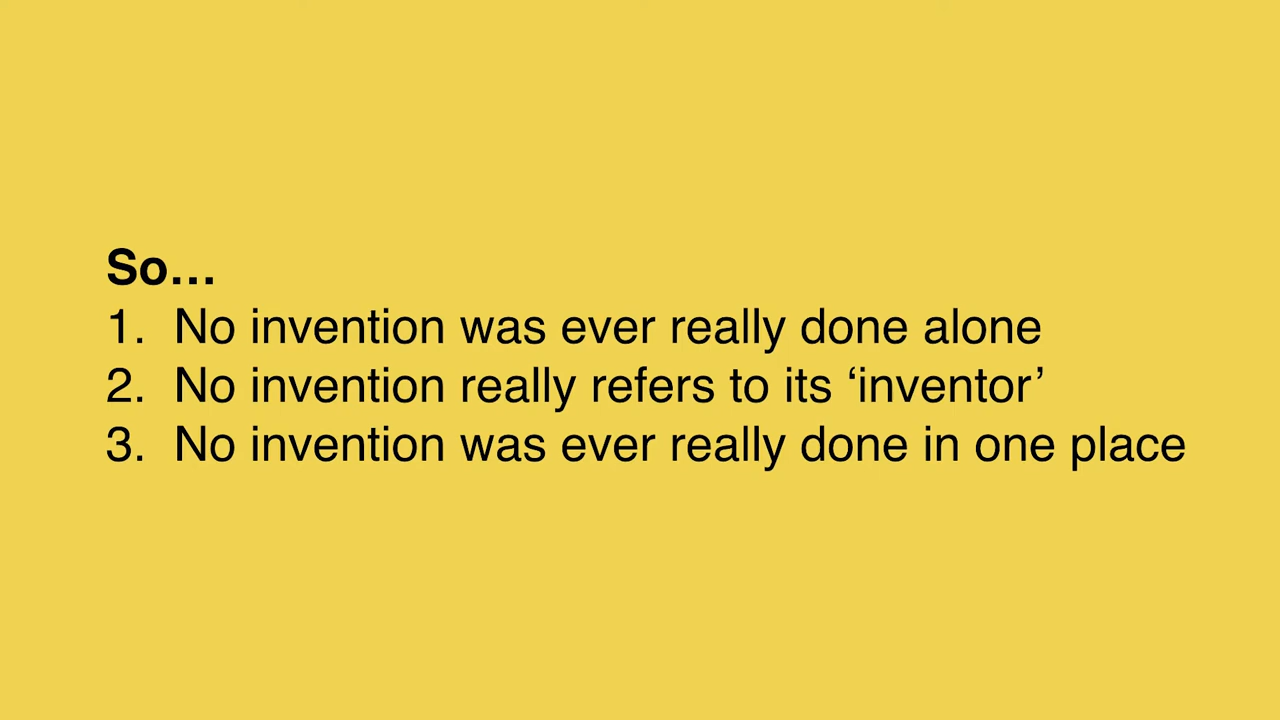 So…
1. No invention was ever really done alone
2. No invention really refers to its ‘inventor’
3. No invention was ever really done in one place